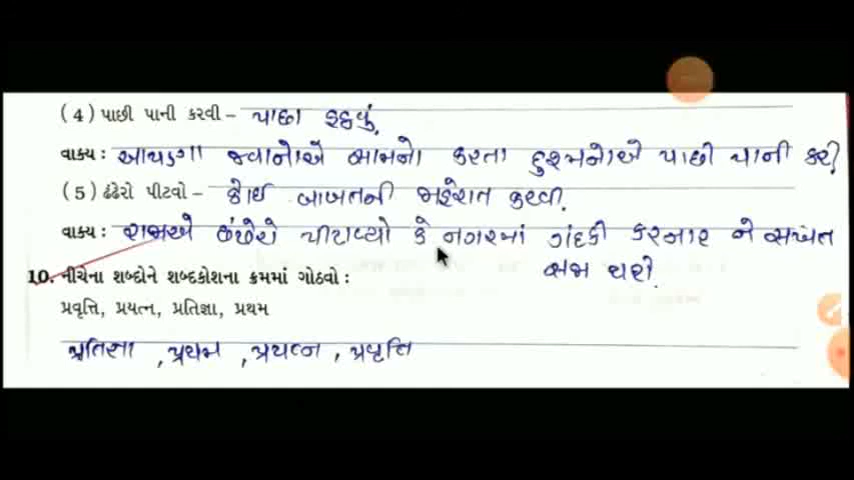 (4) પાછી પાની કરવી – પાછા હઠવું.
વાક્ય: આપણા જવાનોએ સામનો કરતા દુશ્મનોએ પાછી પાની કરી
(5) ઢંઢેરો પીટવો – કોઈ બાબતની જાહેરાત કરવી.
વાક્ય: રાજાએ ઢંઢેરો પીટાવ્યો કે નગરમાં ગંદકી કરનાર ને સખત
સજા થશે.
10. નીચેના શબ્દોને શબ્દકોશના ક્રમમાં ગોઠવો:
પ્રવૃત્તિ, પ્રયત્ન, પ્રતિજ્ઞા, પ્રથમ
પ્રતિજ્ઞા, પ્રથમ, પ્રયત્ન, પ્રવૃત્તિ